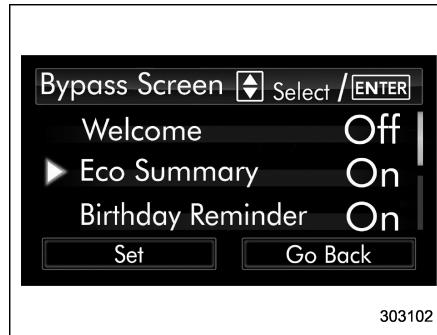 Bypass Screen Select / ENTER
Welcome Off
Eco Summary On
Birthday Reminder On
Set Go Back
303102